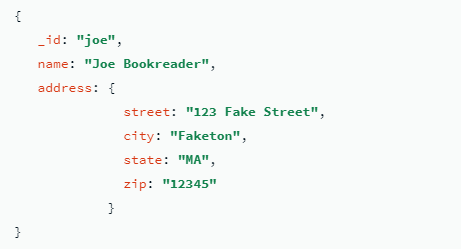 {
   _id: "joe",
   name: "Joe Bookreader",
   address: {
              street: "123 Fake Street",
              city: "Faketon",
              state: "MA",
              zip: "12345"
            }
}